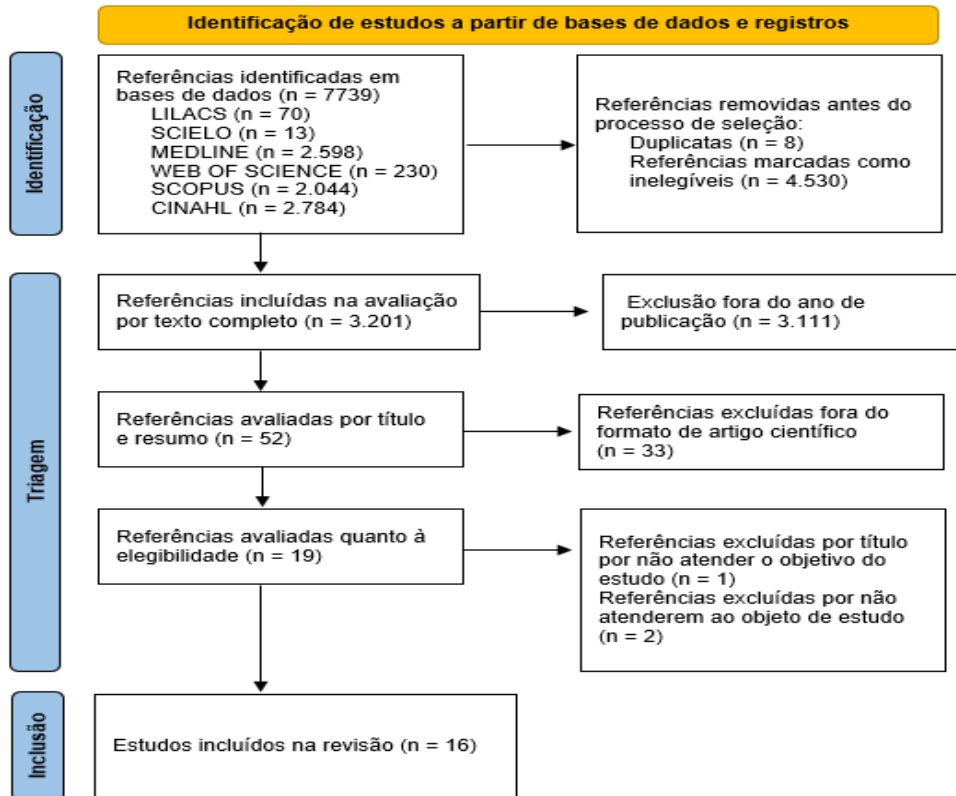 Identificação de estudos a partir de bases de dados e registros
Identificação
Referências identificadas em
bases de dados (n = 7739)
LILACS (n = 70)
SCIELO (n = 13)
MEDLINE (n = 2.598)
WEB OF SCIENCE (n = 230)
SCOPUS (n = 2.044)
CINAHL (n = 2.784)
Referências removidas antes do
processo de seleção:
Duplicatas (n = 8)
Referências marcadas como
inelegíveis (n = 4.530)
Triagem
Referências incluídas na avaliação
por texto completo (n = 3.201)
Exclusão fora do ano de
publicação (n = 3.111)
Referências avaliadas por título
e resumo (n = 52)
Referências excluídas fora do
formato de artigo científico
(n = 33)
Referências avaliadas quanto à
elegibilidade (n = 19)
Referências excluídas por título
por não atender o objetivo do
estudo (n = 1)
Referências excluídas por não
atenderem ao objeto de estudo
(n = 2)
Inclusão
Estudos incluídos na revisão (n = 16)